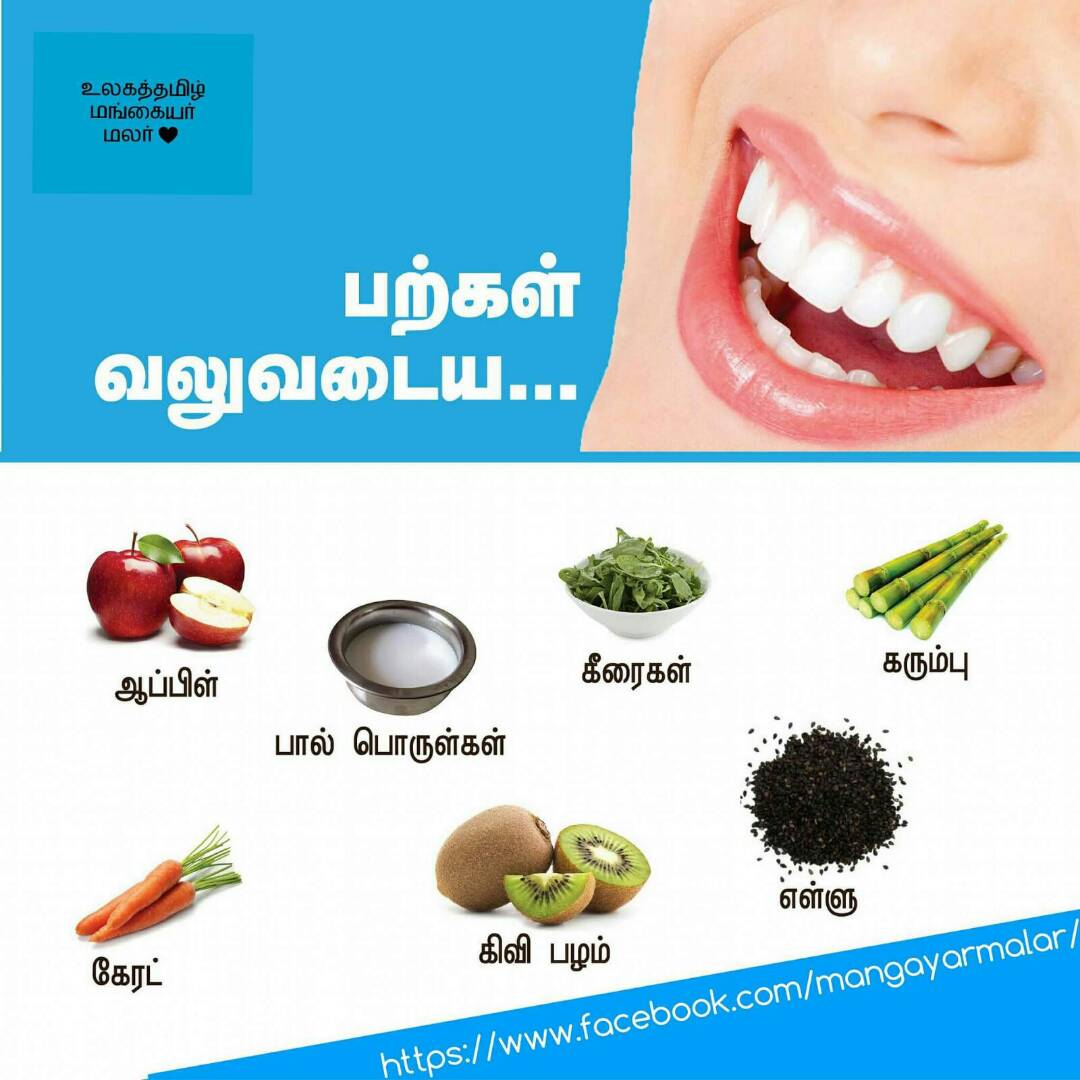 உலகத்தமிழ்
மங்கையர்
மலர் 🖤
பற்கள்
வலுவடைய...
ஆப்பிள்
பால் பொருள்கள்
கீரைகள்
கரும்பு
கேரட்
கிவி பழம்
எள்ளு
https://www.facebook.com/mangayarmalar/